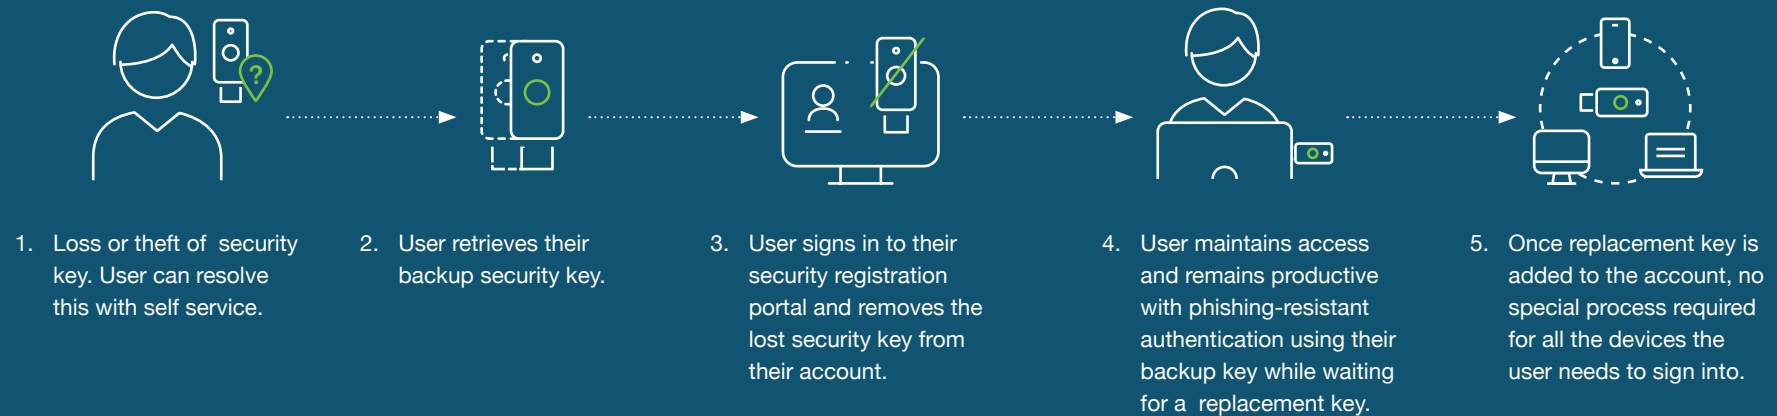 ?
1. Loss or theft of  security
key. User can resolve
this with self service.
2. User retrieves their
backup security key.
3. User signs in to their
security registration
portal and removes the
lost security key from
their account.
4. User maintains access
and remains productive
with phishing-resistant
authentication using their
backup key while waiting
for a  replacement key.
5. Once replacement key is
added to the account, no
special process required
for all the devices the
user needs to sign into.